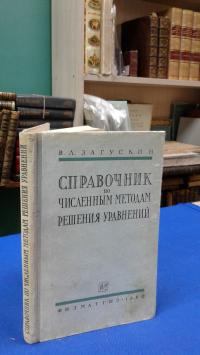 В.Л. ЗАГУСКИН
СПРАВОЧНИК
ПО
ЧИСЛЕННЫМ МЕТОДАМ
РЕШЕНИЯ УРАВНЕНИЙ
ФИЗМАТГИЗ · 1960
СПРАВОЧНИК ПО ЧИСЛЕННЫМ МЕТОДАМ РЕШЕНИЯ УРАВНЕНИЙ